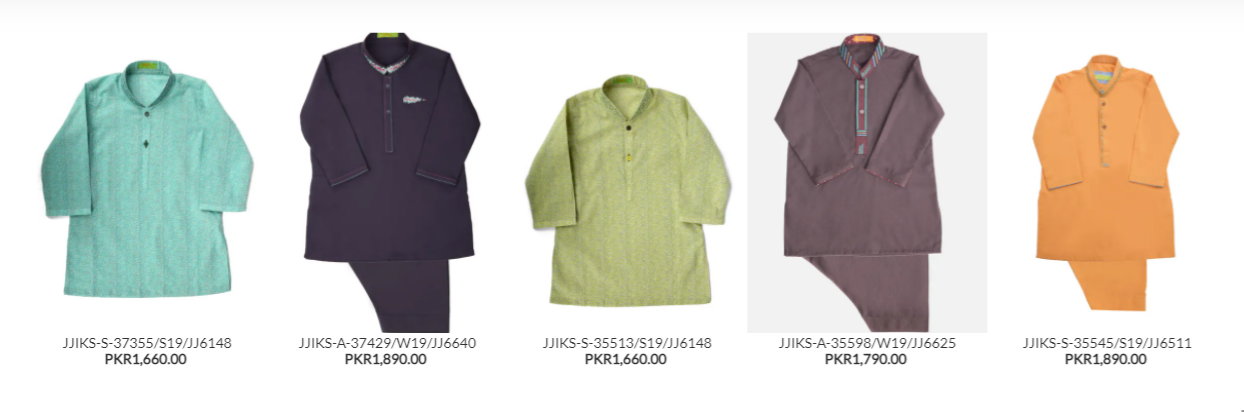 JJIKS-S-37355/S19/JJ6148
PKR1,660.00
JJIKS-A-37429/W19/JJ6640
PKR1,890.00
JJIKS-S-35513/S19/JJ6148
PKR1,660.00
JJIKS-A-35598/W19/JJ6625
PKR1,790.00
JJIKS-S-35545/S19/JJ6511
PKR1,890.00